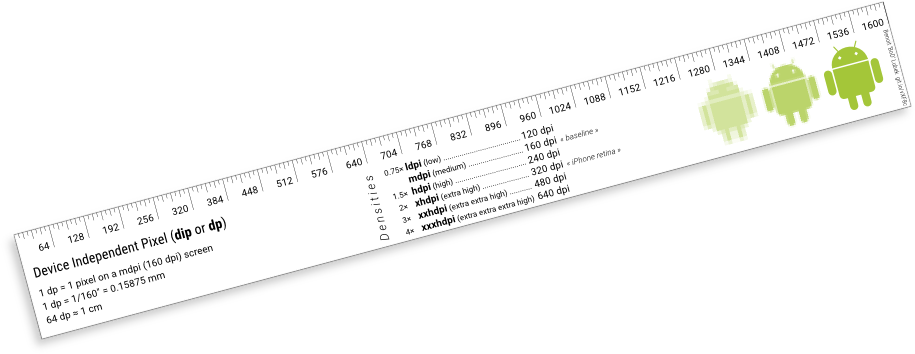 64 128 192 256 320 384 448 512 576 640 704 768 832 896 960 1024 1088 1152 1216 1280 1344 1408 1472 1536 1600
Device Independent Pixel (dip or dp)
1 dp = 1 pixel on a mdpi (160 dpi) screen
1 dp = 1/160" = 0.15875 mm
64 dp ≈ 1 cm
Densities
0.75× ldpi (low) 120 dpi
mdpi (medium) 160 dpi « baseline »
1.5× hdpi (high) 240 dpi
2× xhdpi (extra high) 320 dpi « iPhone retina »
3× xxhdpi (extra extra high) 480 dpi
4× xxxhdpi (extra extra extra high) 640 dpi